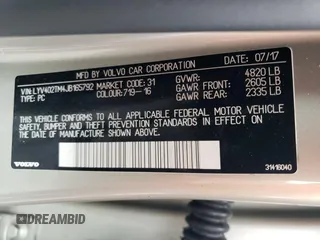 MFD BY VOLVO CAR CORPORATION 07/17
VIN: LYV402TM4JB165792 MARKET CODE: 31 GVWR: 4820 LB
TYPE: PC COLOUR: 719- 16 GAWR FRONT: 2605 LB
GAWR REAR: 2335 LB
THIS VEHICLE CONFORMS TO ALL APPLICABLE FEDERAL MOTOR VEHICLE
SAFETY, BUMPER AND THEFT PREVENTION STANDARDS IN EFFECT ON
THE DATE OF MANUFACTURE SHOWN ABOVE.
VOLVO
31416040
DREAMBID